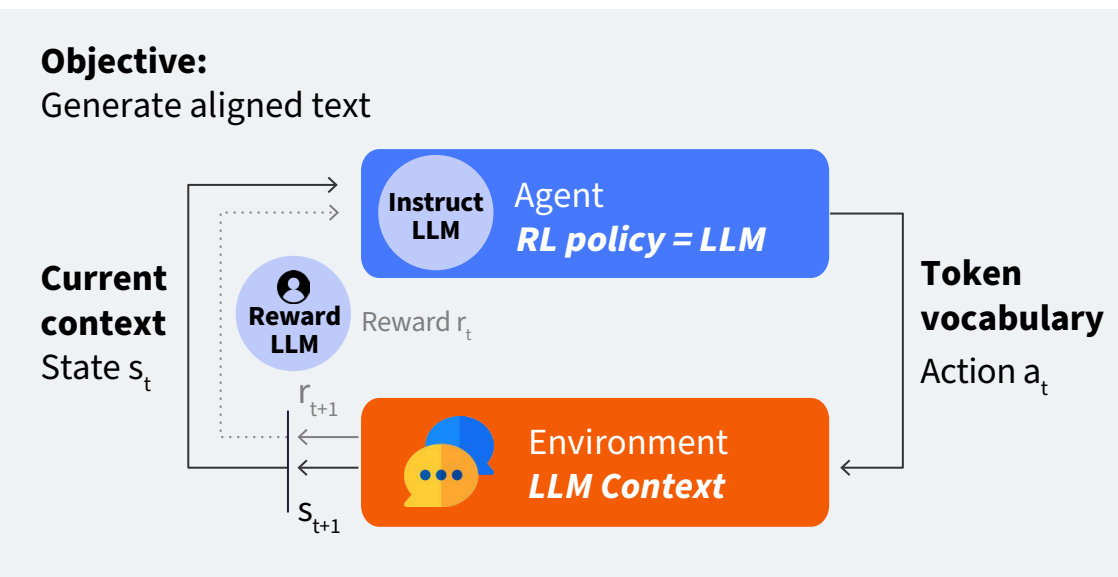 Objective:
Generate aligned text
Instruct
LLM
Agent
RL policy = LLM
Current
context
State sₜ
Reward
LLM
Reward rₜ
Token
vocabulary
Action aₜ
rₜ₊₁
Environment
LLM Context
sₜ₊₁